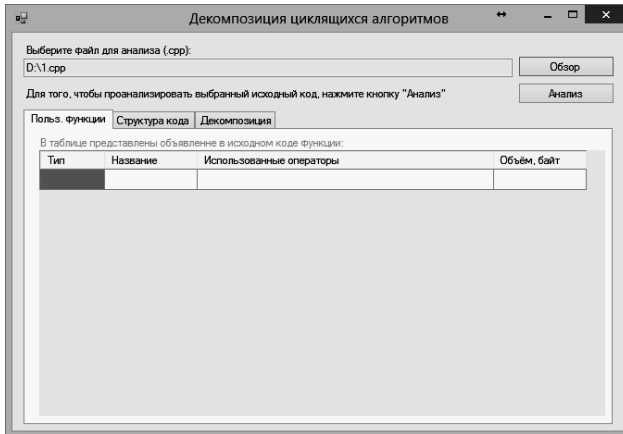 Декомпозиция циклящихся алгоритмов
Выберите файл для анализа (.cpp):
D:\1.cpp
Обзор
Для того, чтобы проанализировать выбранный исходный код, нажмите кнопку "Анализ"
Анализ
Польз. функции Структура кода Декомпозиция
В таблице представлены объявленне в исходном коде функции:
Тип Название Использованные операторы Объём, байт